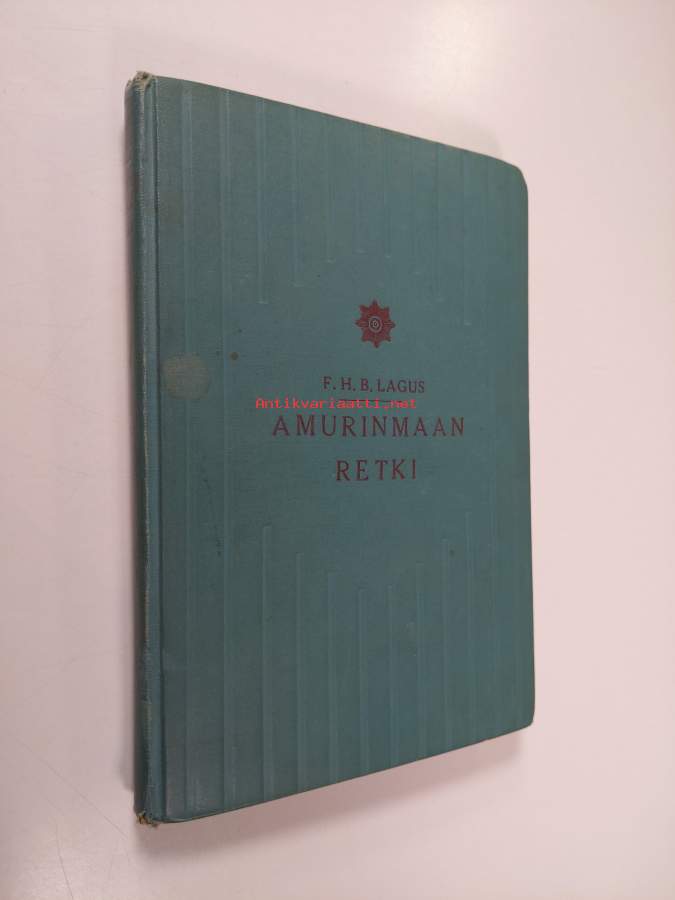 F. H. B. LAGUS
Antikvariaatti.net
AMURINMAAN
RETKI